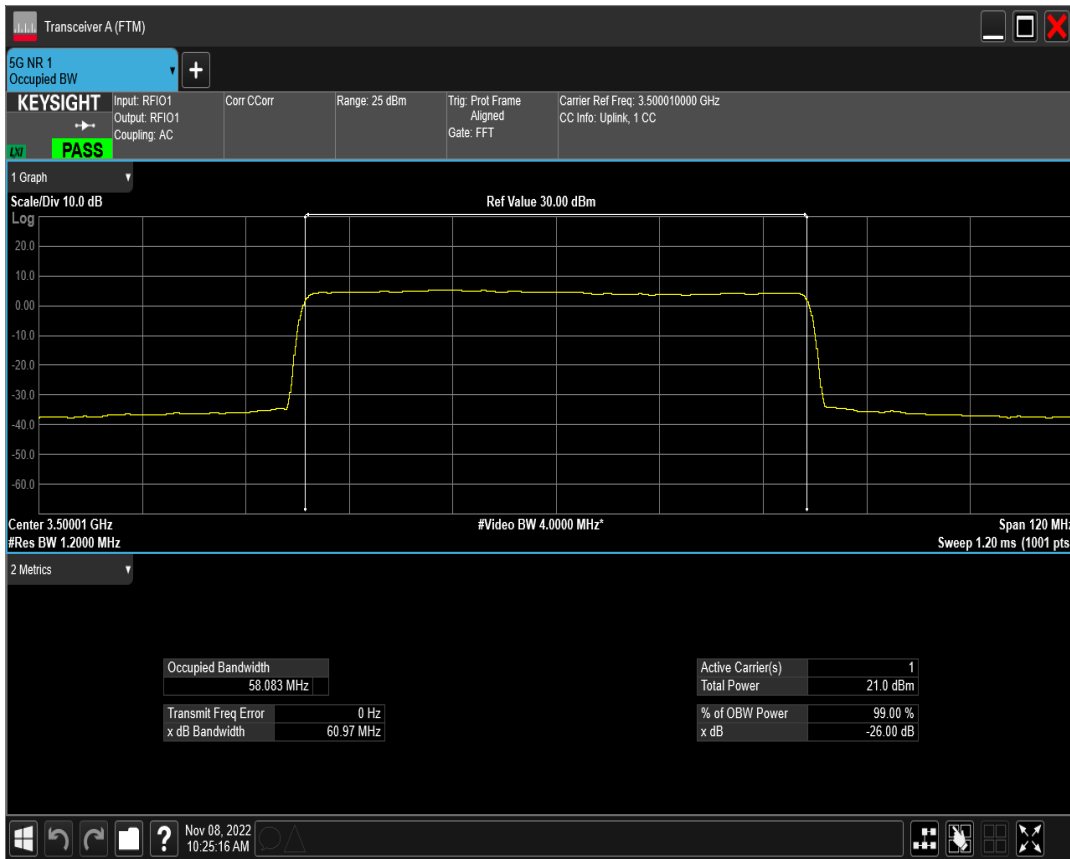 Transceiver A (FTM)
5G NR 1
Occupied BW
+
KEYSIGHT
LXI
PASS
Input: RFIO1
Output: RFIO1
Coupling: AC
Corr CCorr
Range: 25 dBm
Trig: Prot Frame
Aligned
Gate: FFT
Carrier Ref Freq: 3.500010000 GHz
CC Info: Uplink, 1 CC
1 Graph
Scale/Div 10.0 dB
Ref Value 30.00 dBm
Log
20.0
10.0
0.00
-10.0
-20.0
-30.0
-40.0
-50.0
-60.0
Center 3.50001 GHz
#Video BW 4.0000 MHz*
Span 120 MHz
#Res BW 1.2000 MHz
Sweep 1.20 ms (1001 pts
2 Metrics
Occupied Bandwidth
58.083 MHz
Transmit Freq Error 0 Hz
x dB Bandwidth 60.97 MHz
Active Carrier(s) 1
Total Power 21.0 dBm
% of OBW Power 99.00 %
x dB -26.00 dB
?
Nov 08, 2022
10:25:16 AM